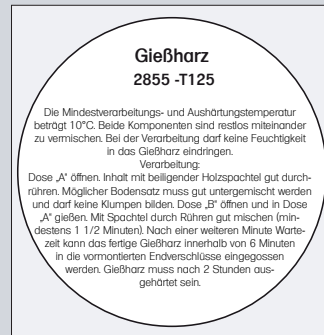 Gießharz
2855 -T125
Die Mindestverarbeitungs- und Aushärtungstemperatur
beträgt 10°C. Beide Komponenten sind restlos miteinander
zu vermischen. Bei der Verarbeitung darf keine Feuchtigkeit
in das Gießharz eindringen.
Verarbeitung:
Dose „A" öffnen. Inhalt mit beiligender Holzspachtel gut durch-
rühren. Möglicher Bodensatz muss gut untergemischt werden
und darf keine Klumpen bilden. Dose „B" öffnen und in Dose
„A" gießen. Mit Spachtel durch Rühren gut mischen (min-
destens 1 1/2 Minuten). Nach einer weiteren Minute Warte-
zeit kann das fertige Gießharz innerhalb von 6 Minuten
in die vormontierten Endverschlüsse eingegossen
werden. Gießharz muss nach 2 Stunden aus-
gehärtet sein.